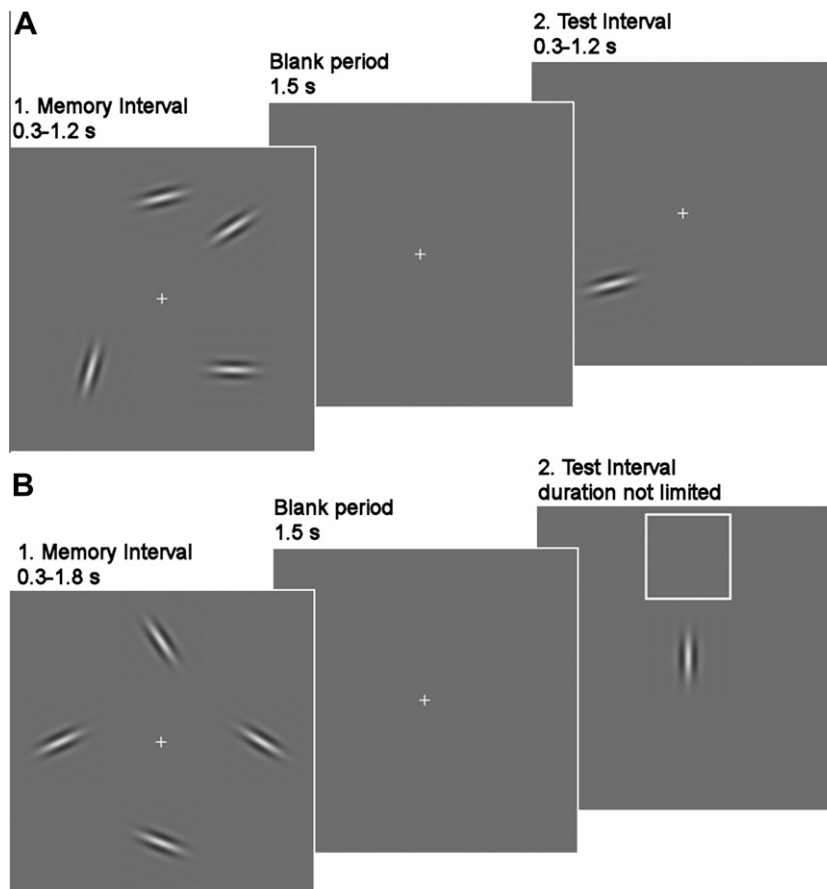 A
1. Memory Interval
0.3-1.2 s
Blank period
1.5 s
2. Test Interval
0.3-1.2 s
B
1. Memory Interval
0.3-1.8 s
Blank period
1.5 s
2. Test Interval
duration not limited